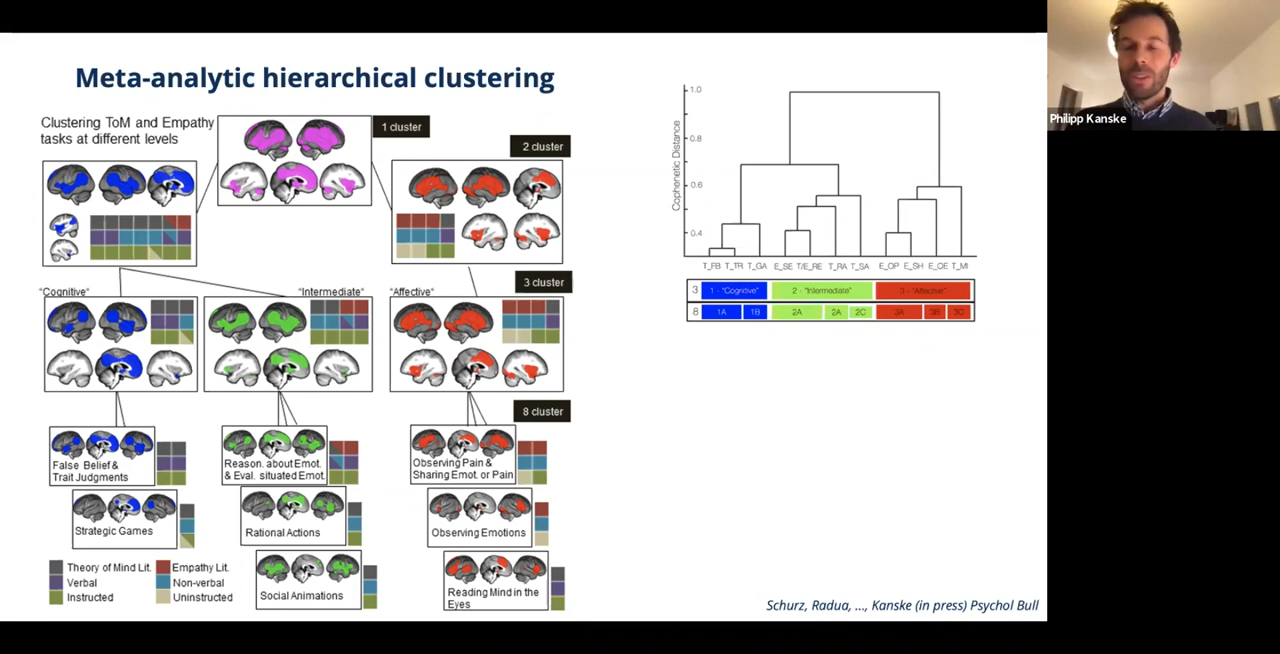 Meta-analytic hierarchical clustering
Clustering ToM and Empathy
tasks at different levels
1 cluster
2 cluster
3 cluster
"Cognitive"
"Intermediate"
"Affective"
8 cluster
False Belief &
Trait Judgments
Reason. about Emot.
& Eval. situated Emot.
Observing Pain &
Sharing Emot. or Pain
Strategic Games
Rational Actions
Observing Emotions
Social Animations
Reading Mind in the
Eyes
Theory of Mind Lit.
Empathy Lit.
Verbal
Non-verbal
Instructed
Uninstructed
Cophenetic Distance
1.0
0.8
0.6
0.4
T_FB T_TR T_GA E_SE T/E_RE T_RA T_SA E_OP E_SH E_OE T_MI
3 1 - "Cognitive" 2 - "Intermediate" 3 - "Affective"
8 1A 1B 2A 2A 2C 3A 3B 3C
Schurz, Radua, ..., Kanske (in press) Psychol Bull
Philipp Kanske